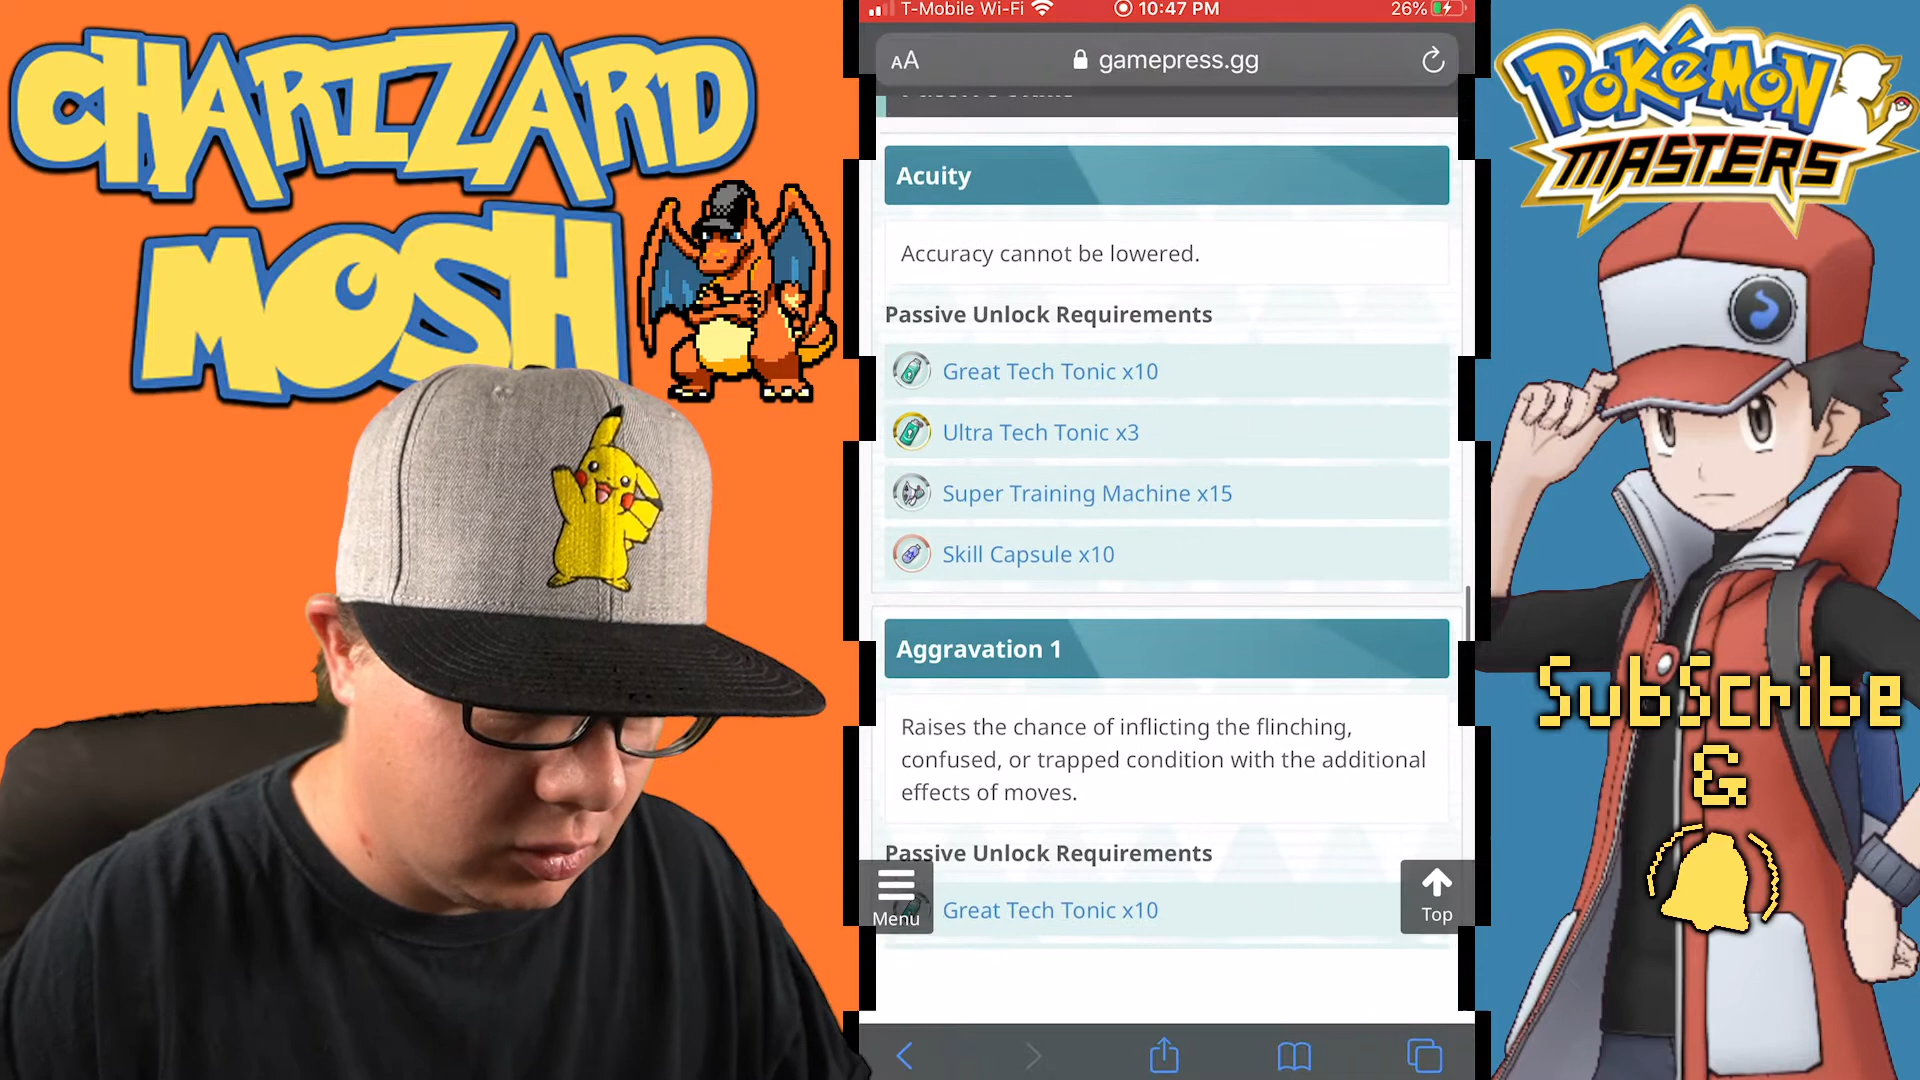 CHARIZARD
MOSH
T-Mobile Wi-Fi
10:47 PM
26%
AA
gamepress.gg
Acuity
Accuracy cannot be lowered.
Passive Unlock Requirements
Great Tech Tonic x10
Ultra Tech Tonic x3
Super Training Machine x15
Skill Capsule x10
Aggravation 1
Raises the chance of inflicting the flinching,
confused, or trapped condition with the additional
effects of moves.
Passive Unlock Requirements
Great Tech Tonic x10
Menu
Top
POKéMON
MASTERS
SubScribe
&